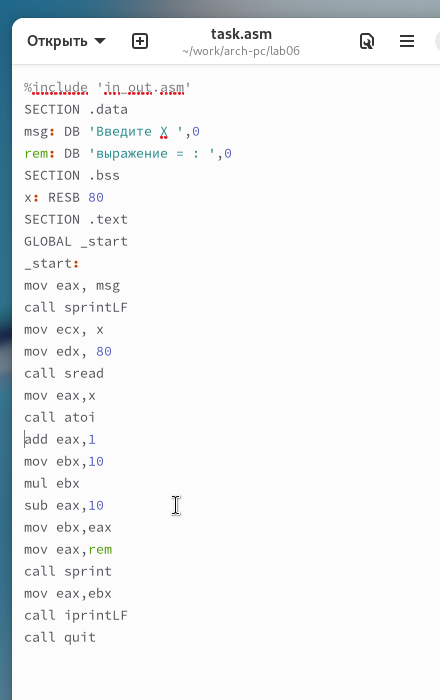 Открыть
task.asm
~/work/arch-pc/lab06
%include 'in_out.asm'
SECTION .data
msg: DB 'Введите X ',0
rem: DB 'выражение = : ',0
SECTION .bss
x: RESB 80
SECTION .text
GLOBAL _start
_start:
mov eax, msg
call sprintLF
mov ecx, x
mov edx, 80
call sread
mov eax,x
call atoi
add eax,1
mov ebx,10
mul ebx
sub eax,10
mov ebx,eax
mov eax,rem
call sprint
mov eax,ebx
call iprintLF
call quit